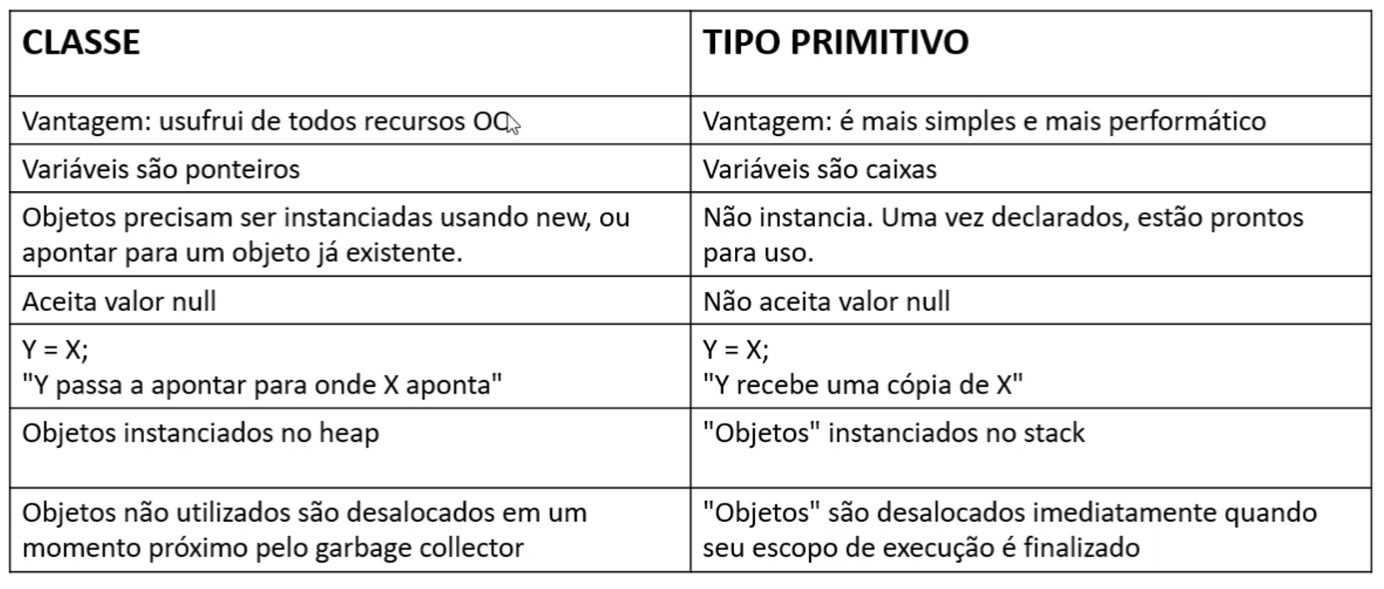 CLASSE
TIPO PRIMITIVO
Vantagem: usufrui de todos recursos OO
Vantagem: é mais simples e mais performático
Variáveis são ponteiros
Variáveis são caixas
Objetos precisam ser instanciadas usando new, ou
apontar para um objeto já existente.
Não instancia. Uma vez declarados, estão prontos
para uso.
Aceita valor null
Não aceita valor null
Y = X;
"Y passa a apontar para onde X aponta"
Y = X;
"Y recebe uma cópia de X"
Objetos instanciados no heap
"Objetos" instanciados no stack
Objetos não utilizados são desalocados em um
momento próximo pelo garbage collector
"Objetos" são desalocados imediatamente quando
seu escopo de execução é finalizado